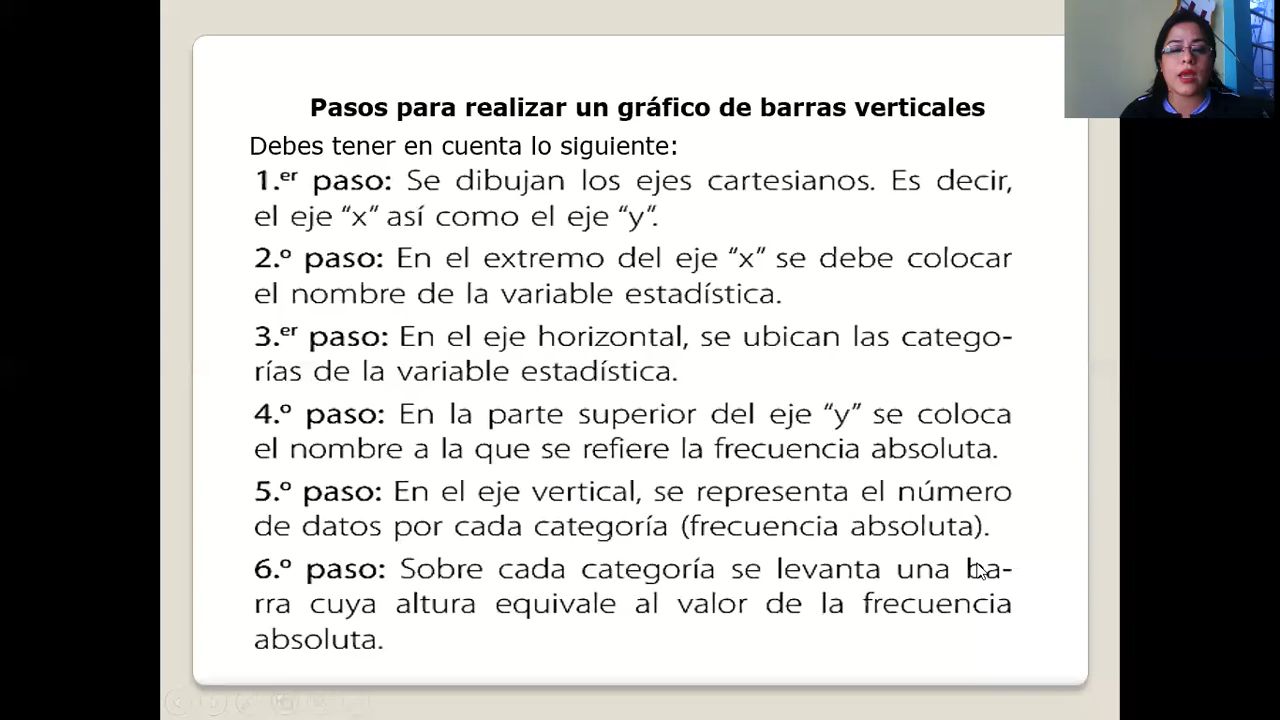 Pasos para realizar un gráfico de barras verticales
Debes tener en cuenta lo siguiente:
1.er paso: Se dibujan los ejes cartesianos. Es decir,
el eje “x” así como el eje “y”.
2.º paso: En el extremo del eje “x” se debe colocar
el nombre de la variable estadística.
3.er paso: En el eje horizontal, se ubican las catego-
rías de la variable estadística.
4.º paso: En la parte superior del eje “y” se coloca
el nombre a la que se refiere la frecuencia absoluta.
5.º paso: En el eje vertical, se representa el número
de datos por cada categoría (frecuencia absoluta).
6.º paso: Sobre cada categoría se levanta una ba-
rra cuya altura equivale al valor de la frecuencia
absoluta.